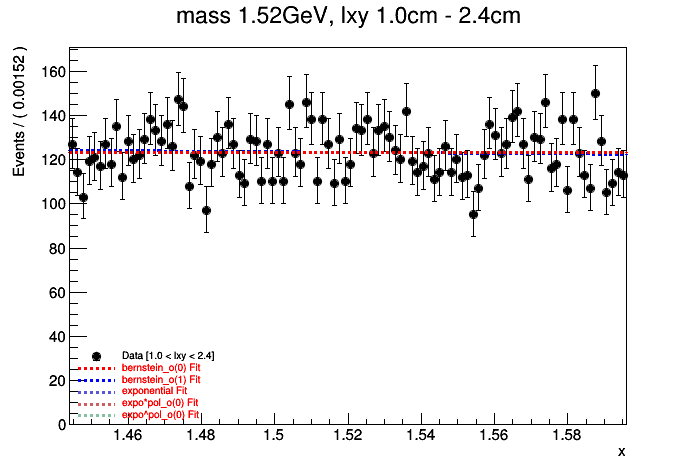 mass 1.52GeV, lxy 1.0cm - 2.4cm
Events / ( 0.00152 )
160
140
120
100
80
60
40
20
0
Data [1.0 < lxy < 2.4]
bernstein_o(0) Fit
bernstein_o(1) Fit
exponential Fit
expo*pol_o(0) Fit
expo^pol_o(0) Fit
1.46 1.48 1.5 1.52 1.54 1.56 1.58
x